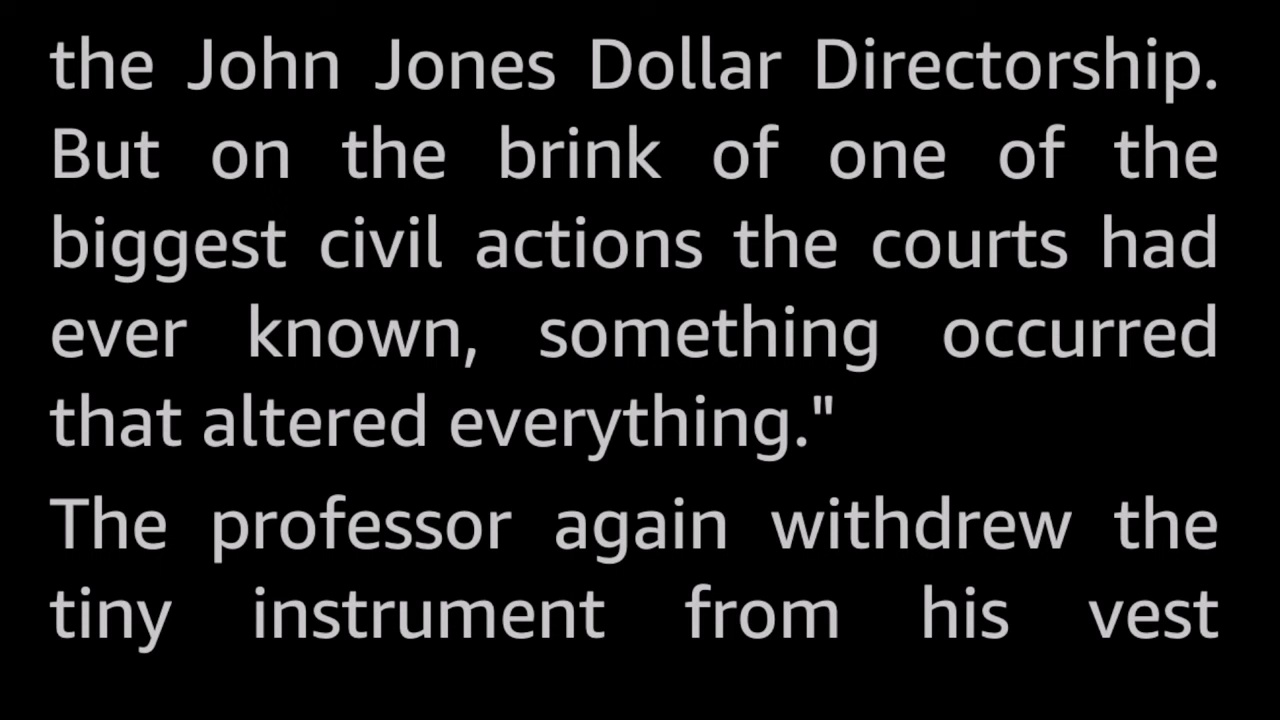 the John Jones Dollar Directorship.
But on the brink of one of the
biggest civil actions the courts had
ever known, something occurred
that altered everything."
The professor again withdrew the
tiny instrument from his vest